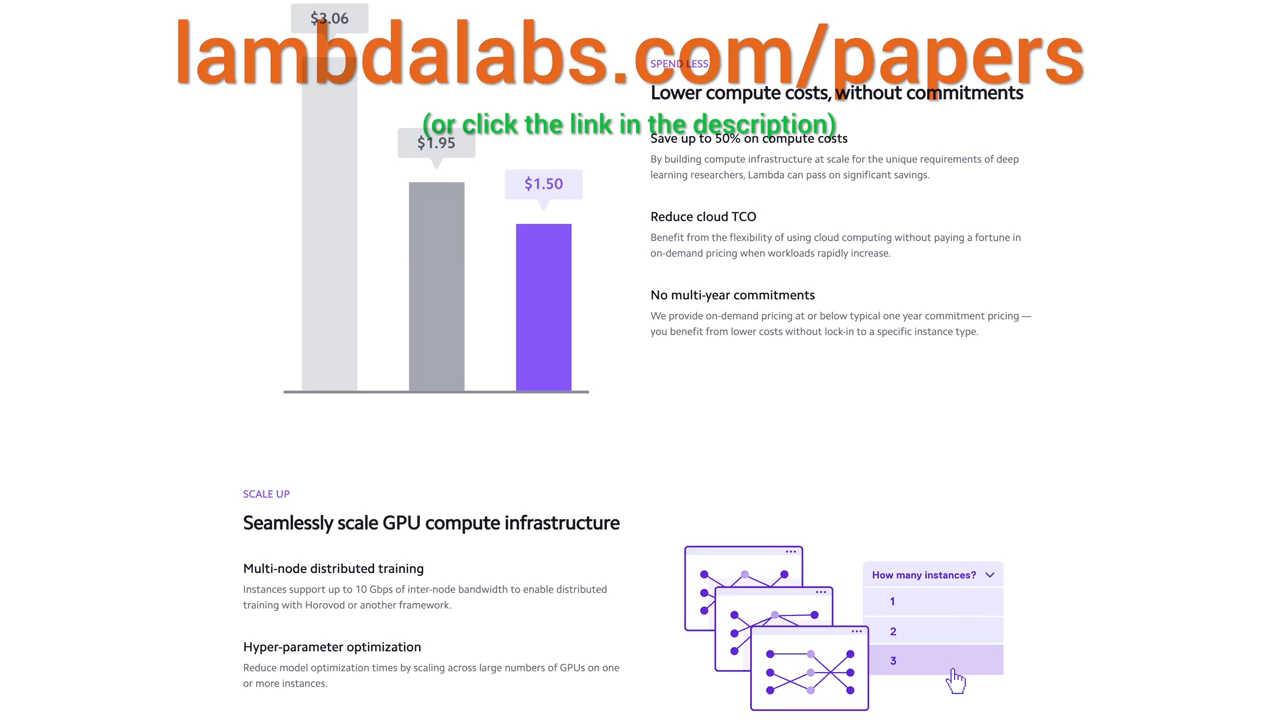 $3.06
lambdalabs.com/papers
SPEND LESS
Lower compute costs, without commitments
(or click the link in the description)
$1.95
Save up to 50% on compute costs
By building compute infrastructure at scale for the unique requirements of deep
learning researchers, Lambda can pass on significant savings.
$1.50
Reduce cloud TCO
Benefit from the flexibility of using cloud computing without paying a fortune in
on-demand pricing when workloads rapidly increase.
No multi-year commitments
We provide on-demand pricing at or below typical one year commitment pricing —
you benefit from lower costs without lock-in to a specific instance type.
SCALE UP
Seamlessly scale GPU compute infrastructure
Multi-node distributed training
Instances support up to 10 Gbps of inter-node bandwidth to enable distributed
training with Horovod or another framework.
Hyper-parameter optimization
Reduce model optimization times by scaling across large numbers of GPUs on one
or more instances.
How many instances?
1
2
3